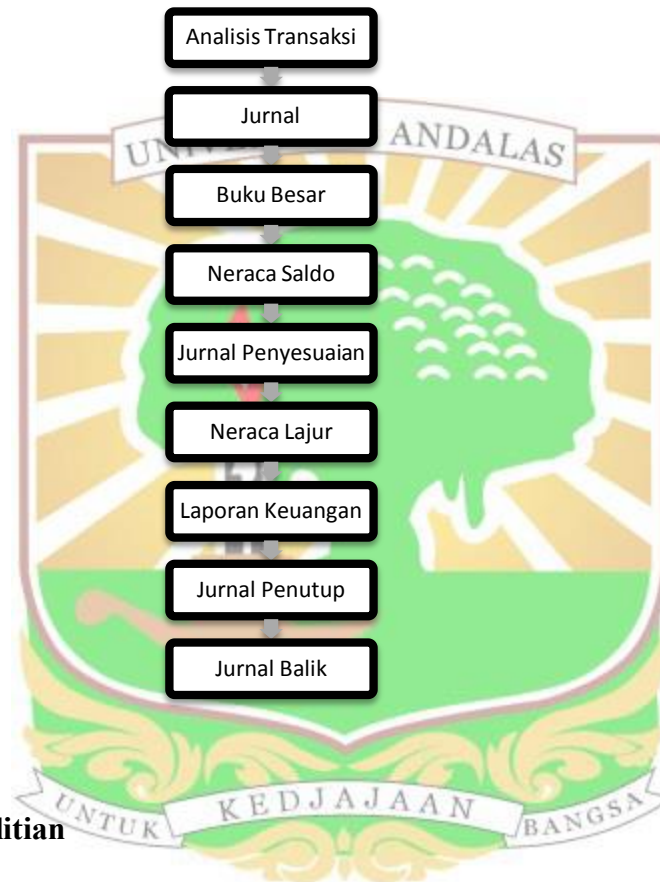 Analisis Transaksi
Jurnal
ANDALAS
Buku Besar
Neraca Saldo
Jurnal Penyesuaian
Neraca Lajur
Laporan Keuangan
Jurnal Penutup
Jurnal Balik
UNTUK KEDJAJAAN BANGSA
litian